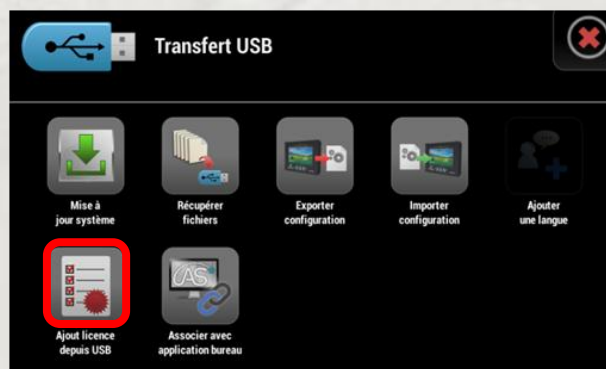 Transfert USB
Mise à
jour système
Récupérer
fichiers
Exporter
configuration
Importer
configuration
Ajouter
une langue
Ajout licence
depuis USB
AS
Associer avec
application bureau